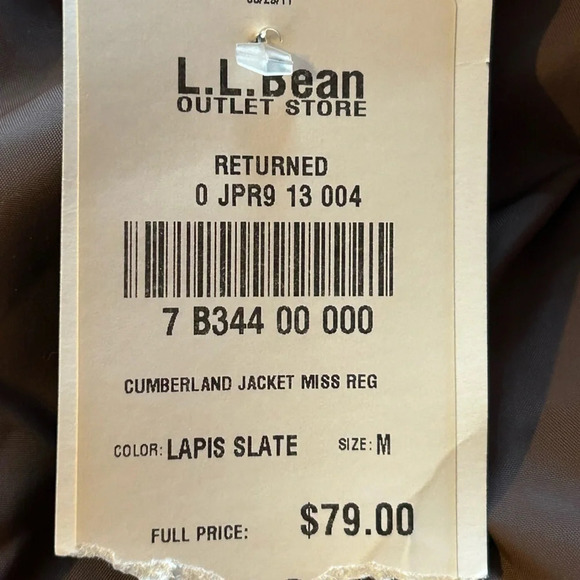 L.L.Bean
OUTLET STORE
RETURNED
0 JPR9 13 004
7 B344 00 000
CUMBERLAND JACKET MISS REG
COLOR: LAPIS SLATE SIZE: M
FULL PRICE: $79.00